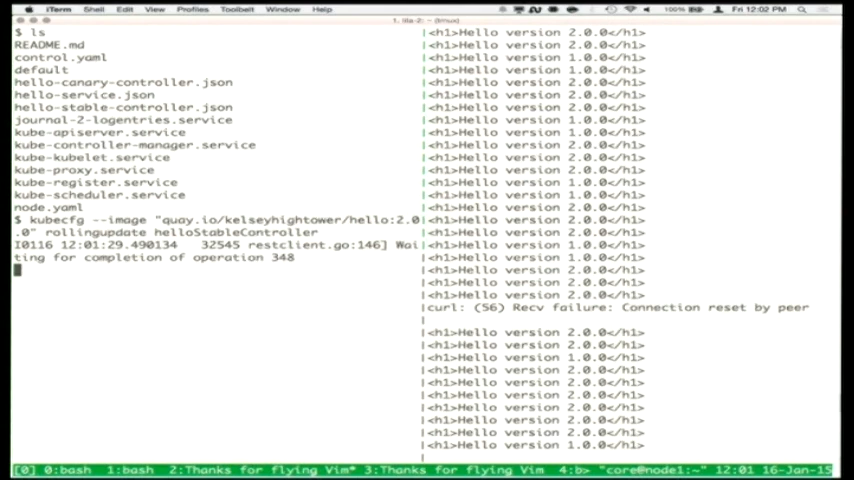 iTerm Shell Edit View Profiles Toolbelt Window Help 100% Fri 12:02 PM
1. lila-2: ~ (tmux)
$ ls
README.md
control.yaml
default
hello-canary-controller.json
hello-service.json
hello-stable-controller.json
journal-2-logentries.service
kube-apiserver.service
kube-controller-manager.service
kube-kubelet.service
kube-proxy.service
kube-register.service
kube-scheduler.service
node.yaml
$ kubecfg --image "quay.io/kelseyhightower/hello:2.0
.0" rollingupdate helloStableController
I0116 12:01:29.490134 32545 restclient.go:146] Wai
ting for completion of operation 348
<h1>Hello version 2.0.0</h1>
<h1>Hello version 2.0.0</h1>
<h1>Hello version 1.0.0</h1>
<h1>Hello version 1.0.0</h1>
<h1>Hello version 2.0.0</h1>
<h1>Hello version 2.0.0</h1>
<h1>Hello version 2.0.0</h1>
<h1>Hello version 1.0.0</h1>
<h1>Hello version 1.0.0</h1>
<h1>Hello version 1.0.0</h1>
<h1>Hello version 2.0.0</h1>
<h1>Hello version 2.0.0</h1>
<h1>Hello version 1.0.0</h1>
<h1>Hello version 1.0.0</h1>
<h1>Hello version 2.0.0</h1>
<h1>Hello version 2.0.0</h1>
<h1>Hello version 1.0.0</h1>
<h1>Hello version 1.0.0</h1>
<h1>Hello version 1.0.0</h1>
<h1>Hello version 2.0.0</h1>
<h1>Hello version 2.0.0</h1>
<h1>Hello version 2.0.0</h1>
curl: (56) Recv failure: Connection reset by peer
<h1>Hello version 2.0.0</h1>
<h1>Hello version 2.0.0</h1>
<h1>Hello version 1.0.0</h1>
<h1>Hello version 2.0.0</h1>
<h1>Hello version 2.0.0</h1>
<h1>Hello version 2.0.0</h1>
<h1>Hello version 2.0.0</h1>
<h1>Hello version 2.0.0</h1>
<h1>Hello version 2.0.0</h1>
<h1>Hello version 1.0.0</h1>
[0] 0:bash 1:bash 2:Thanks for flying Vim* 3:Thanks for flying Vim 4:b> "core@node1:~" 12:01 16-Jan-15